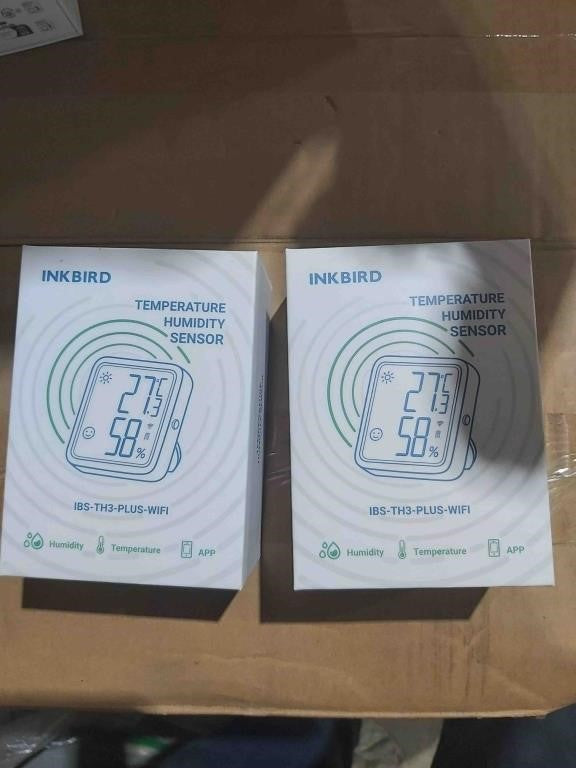 INKBIRD
TEMPERATURE
HUMIDITY
SENSOR
27.3°C
58%
IBS-TH3-PLUS-WIFI
Humidity Temperature APP
INKBIRD
TEMPERATURE
HUMIDITY
SENSOR
27.3°C
58%
IBS-TH3-PLUS-WIFI
Humidity Temperature APP